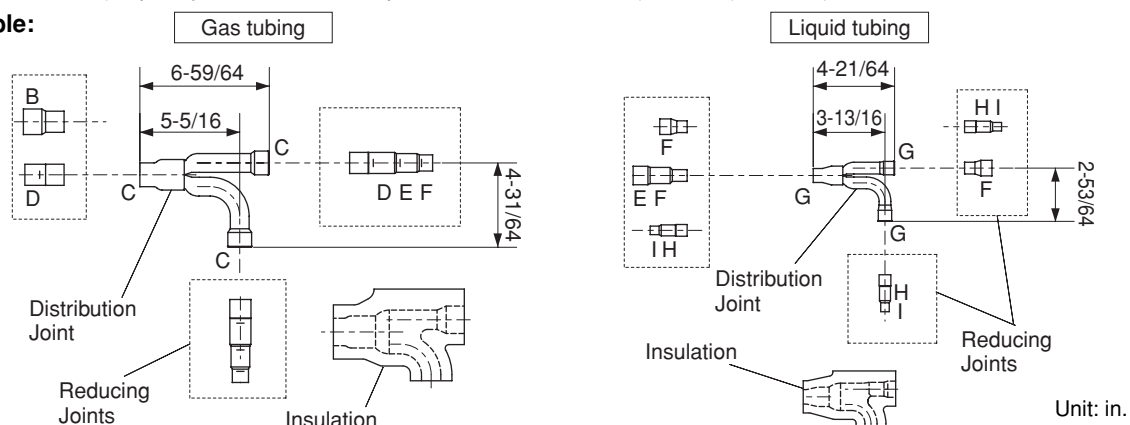 ple:
Gas tubing
6-59/64
5-5/16
B
D
C
C
C
D E F
4-31/64
Distribution
Joint
Reducing
Joints
Insulation
Liquid tubing
4-21/64
3-13/16
F
E F
I H
G
G
G
H I
F
2-53/64
Distribution
Joint
H
I
Reducing
Joints
Insulation
Unit: in.